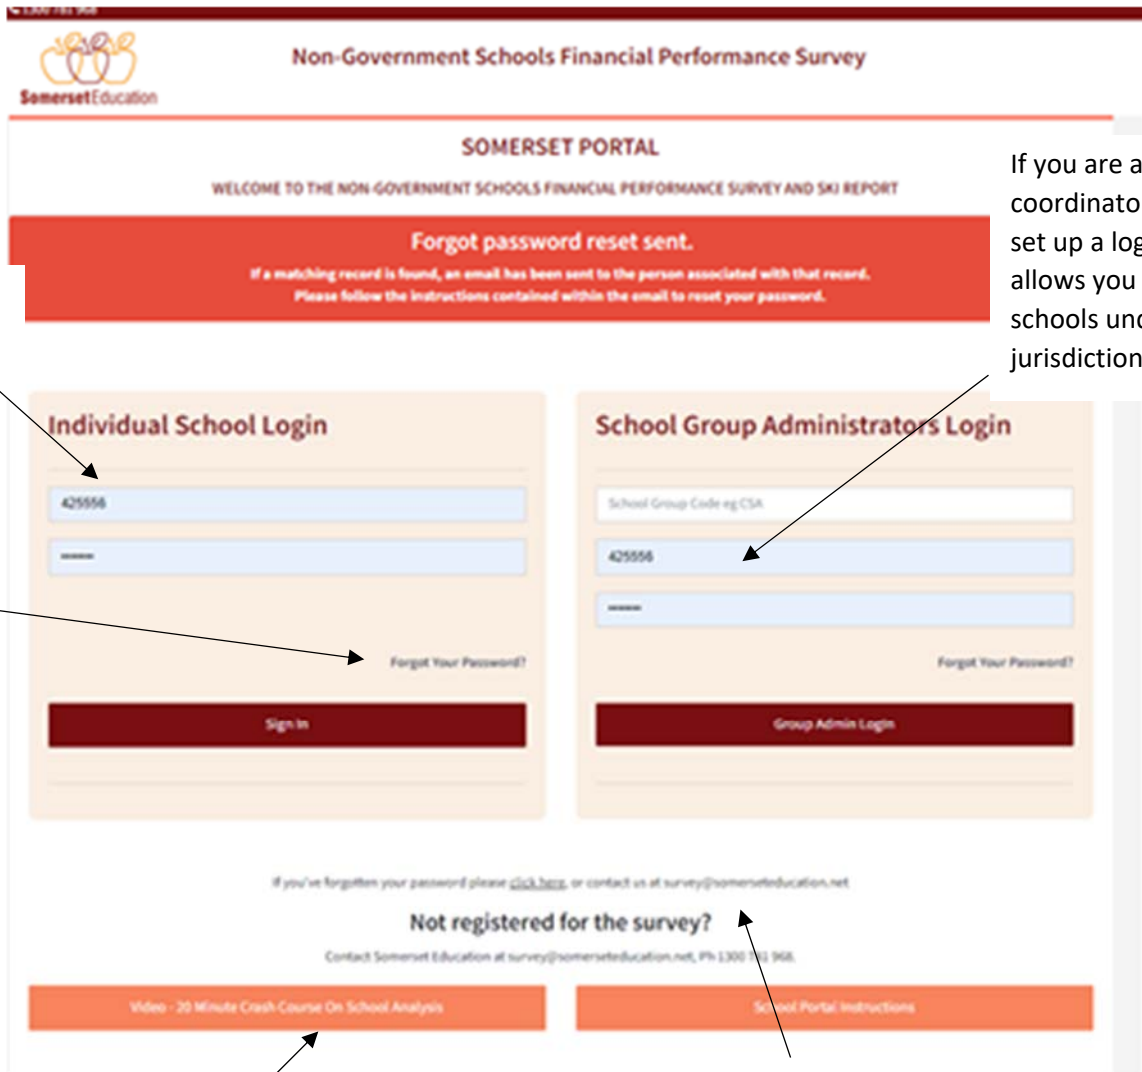 1300 781 968
Non-Government Schools Financial Performance Survey
SomersetEducation
SOMERSET PORTAL
WELCOME TO THE NON-GOVERNMENT SCHOOLS FINANCIAL PERFORMANCE SURVEY AND SKI REPORT
Forgot password reset sent.
If a matching record is found, an email has been sent to the person associated with that record.
Please follow the instructions contained within the email to reset your password.
If you are a
coordinato
set up a log
allows you
schools und
jurisdiction
Individual School Login
425556
Forgot Your Password?
Sign In
School Group Administrators Login
School Group Code eg CSA
425556
Forgot Your Password?
Group Admin Login
If you've forgotten your password please click here, or contact us at survey@somerseteducation.net
Not registered for the survey?
Contact Somerset Education at survey@somerseteducation.net, Ph 1300 781 968.
Video - 20 Minute Crash Course On School Analysis
School Portal Instructions